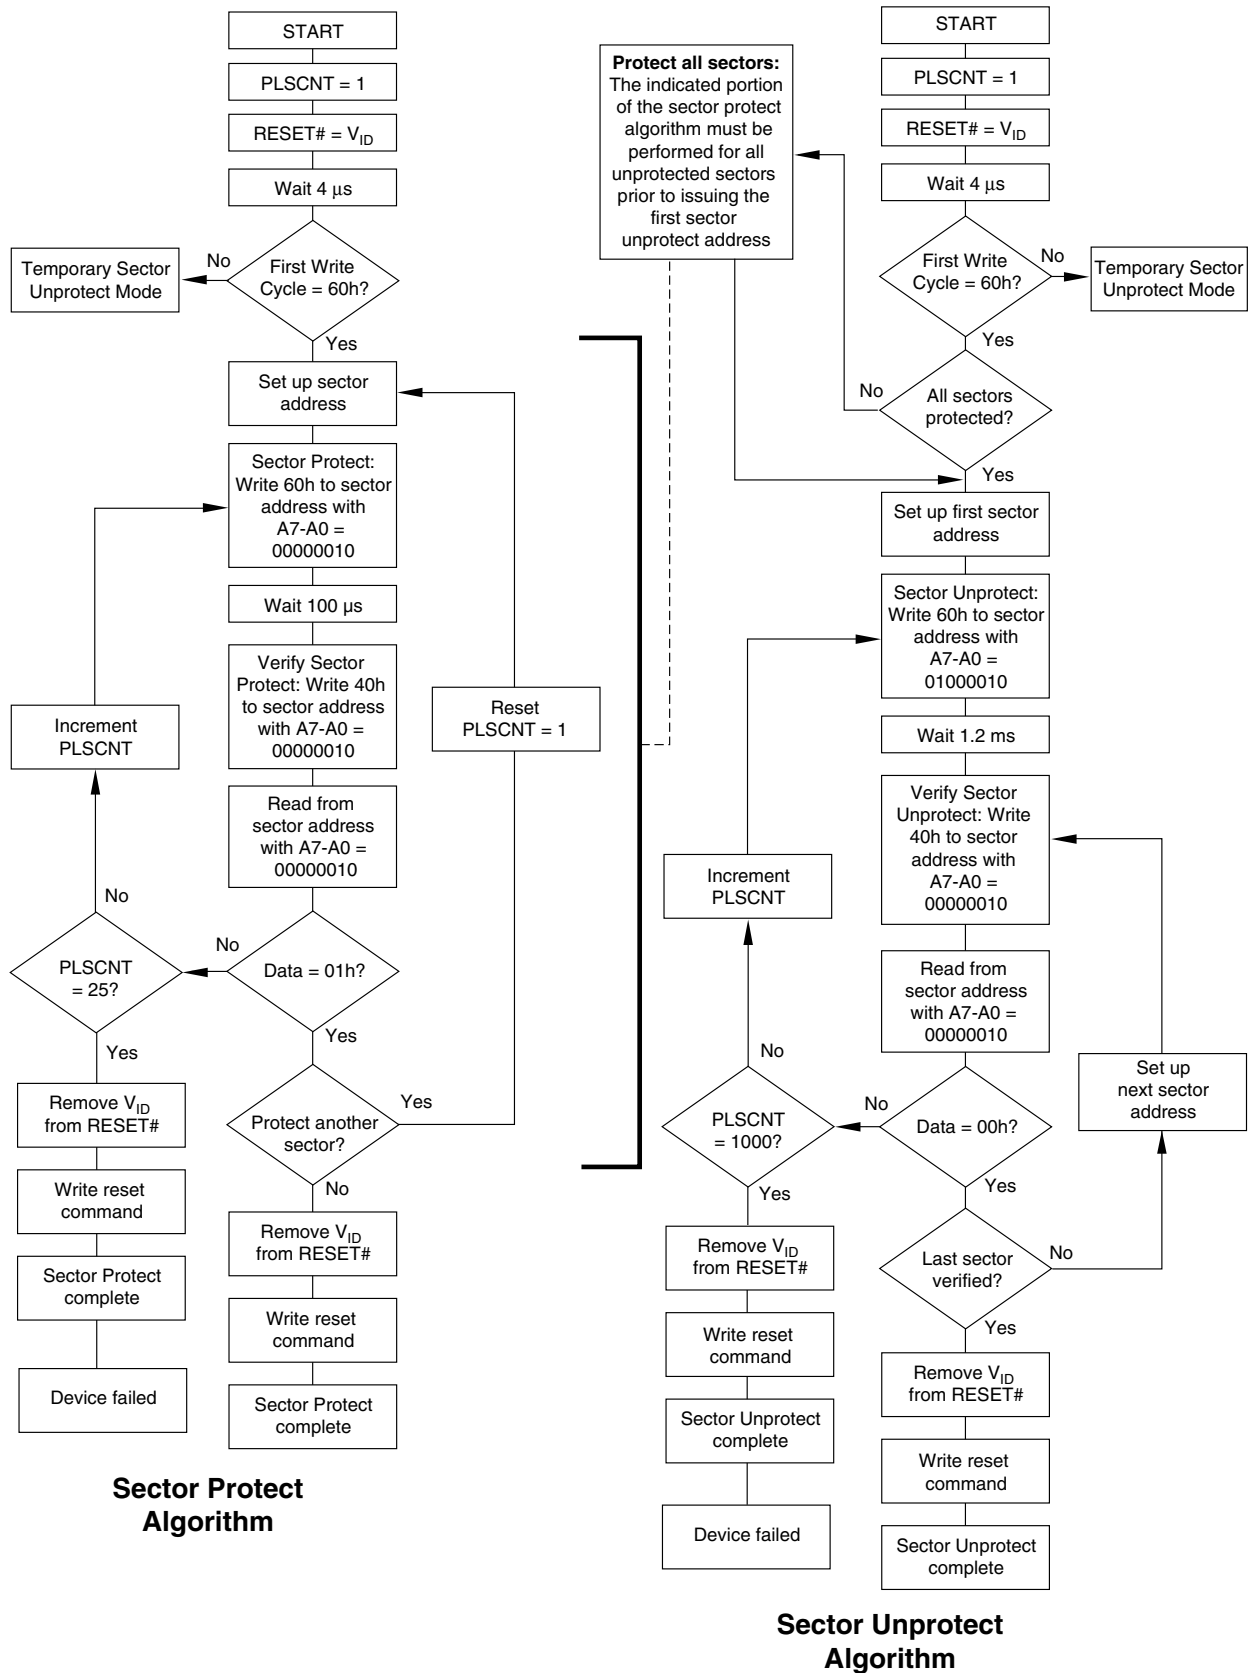 START
PLSCNT = 1
RESET# = VID
Wait 4 μs
First Write
Cycle = 60h?
No
Temporary Sector
Unprotect Mode
Yes
Set up sector
address
Sector Protect:
Write 60h to sector
address with
A7-A0 =
00000010
Wait 100 µs
Verify Sector
Protect: Write 40h
to sector address
with A7-A0 =
00000010
Read from
sector address
with A7-A0 =
00000010
Increment
PLSCNT
Reset
PLSCNT = 1
No
No
PLSCNT
= 25?
Data = 01h?
Yes
Yes
Remove VID
from RESET#
Write reset
command
Sector Protect
complete
Device failed
Protect another
sector?
Yes
No
Remove VID
from RESET#
Write reset
command
Sector Protect
complete
Sector Protect
Algorithm
Protect all sectors:
The indicated portion
of the sector protect
algorithm must be
performed for all
unprotected sectors
prior to issuing the
first sector
unprotect address
START
PLSCNT = 1
RESET# = VID
Wait 4 μs
First Write
Cycle = 60h?
No
Temporary Sector
Unprotect Mode
Yes
No
All sectors
protected?
Yes
Set up first sector
address
Sector Unprotect:
Write 60h to sector
address with
A7-A0 =
01000010
Wait 1.2 ms
Verify Sector
Unprotect: Write
40h to sector
address with
A7-A0 =
00000010
Increment
PLSCNT
Read from
sector address
with A7-A0 =
00000010
No
Set up
next sector
address
No
PLSCNT
= 1000?
Data = 00h?
Yes
Yes
Remove VID
from RESET#
Write reset
command
Sector Unprotect
complete
Device failed
Last sector
verified?
No
Yes
Remove VID
from RESET#
Write reset
command
Sector Unprotect
complete
Sector Unprotect
Algorithm